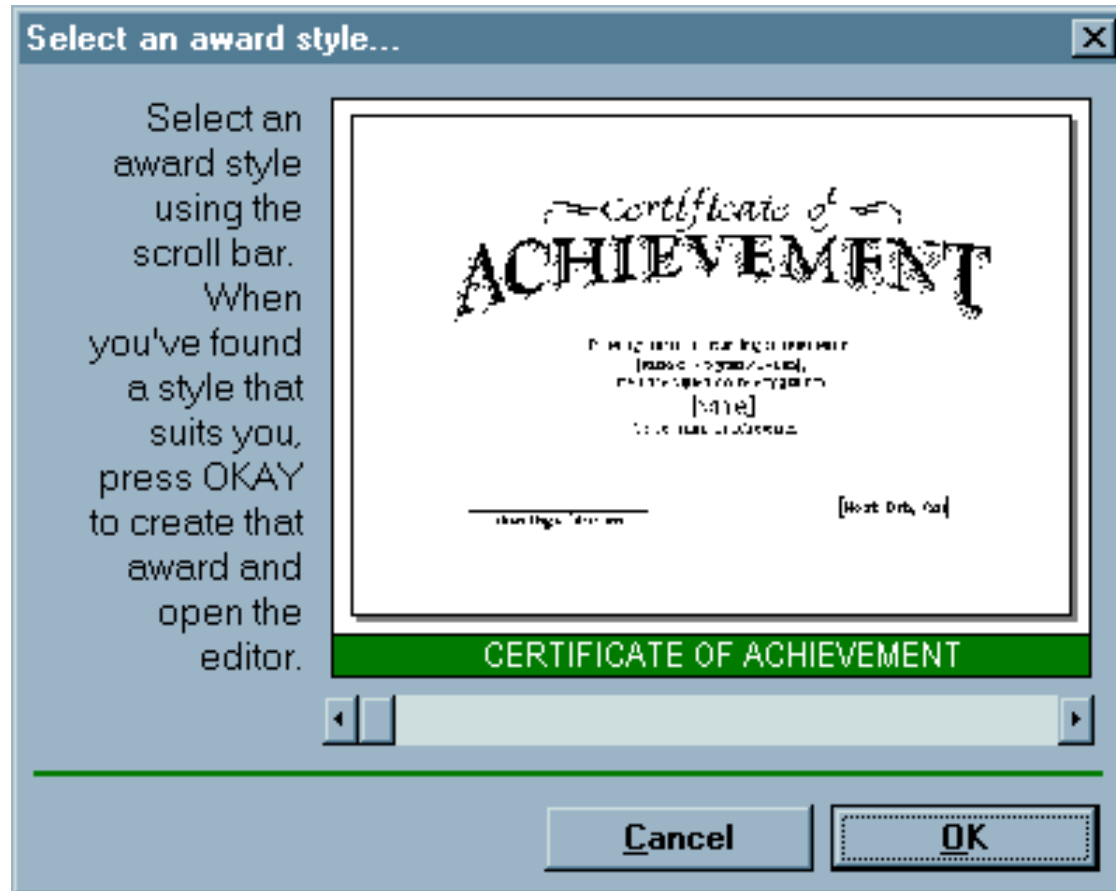 Select an award style...
Select an
award style
using the
scroll bar.
When
you've found
a style that
suits you,
press OKAY
to create that
award and
open the
editor.
Certificate of
ACHIEVEMENT
[Name]
CERTIFICATE OF ACHIEVEMENT
Cancel
OK